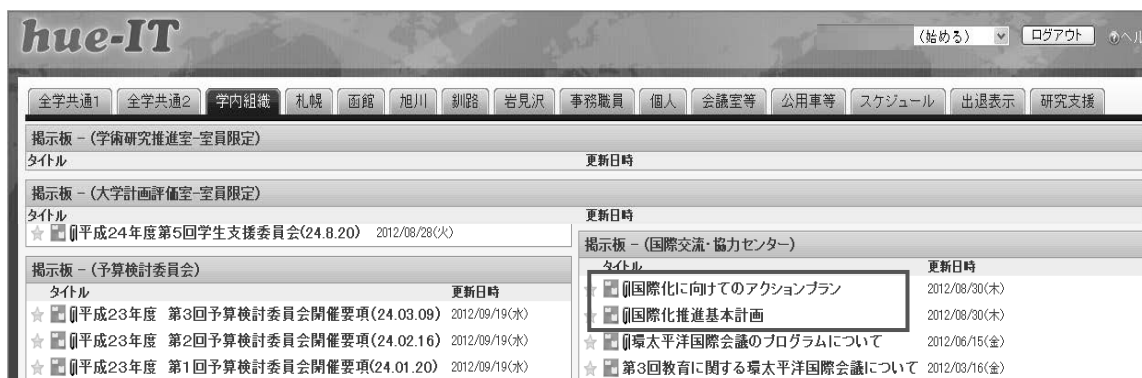 hue-IT
(始める) ログアウト ヘル
全学共通1 全学共通2 学内組織 札幌 函館 旭川 釧路 岩見沢 事務職員 個人 会議室等 公用車等 スケジュール 出退表示 研究支援
掲示板 - (学術研究推進室-室員限定)
タイトル 更新日時
掲示板 - (大学計画評価室-室員限定)
タイトル 更新日時
平成24年度第5回学生支援委員会(24.8.20) 2012/08/28(火)
掲示板 - (予算検討委員会)
タイトル 更新日時
平成23年度 第3回予算検討委員会開催要項(24.03.09) 2012/09/19(水)
平成23年度 第2回予算検討委員会開催要項(24.02.16) 2012/09/19(水)
平成23年度 第1回予算検討委員会開催要項(24.01.20) 2012/09/19(水)
掲示板 - (国際交流・協力センター)
タイトル 更新日時
国際化に向けてのアクションプラン 2012/08/30(木)
国際化推進基本計画 2012/08/30(木)
環太平洋国際会議のプログラムについて 2012/06/15(金)
第3回教育に関する環太平洋国際会議について 2012/03/16(金)